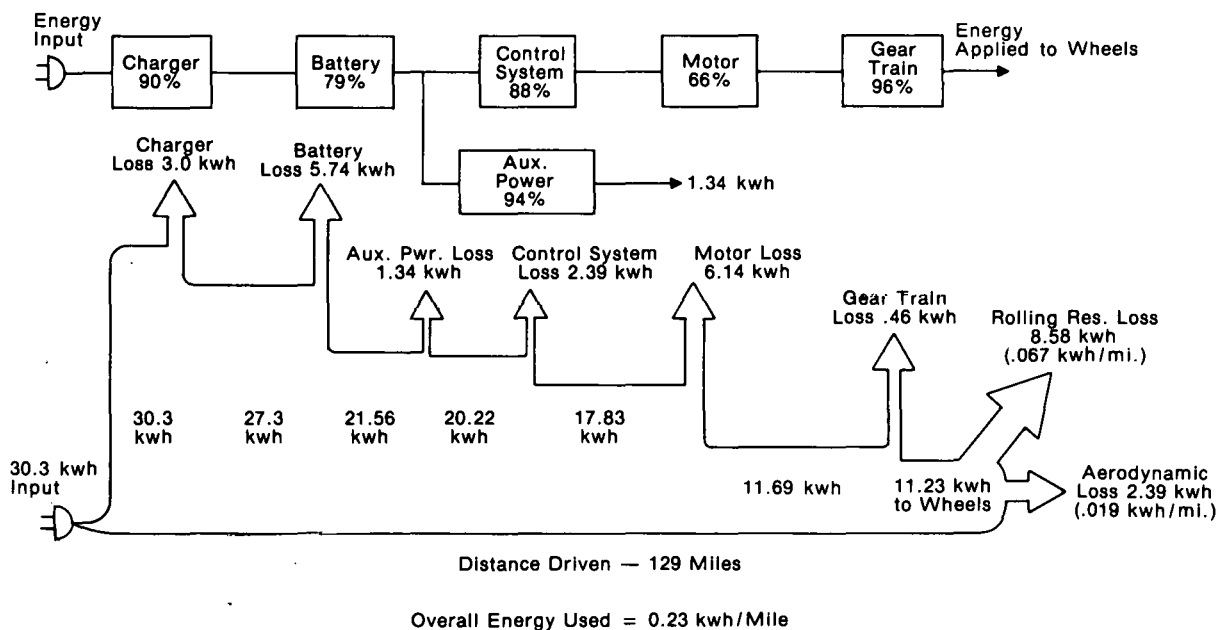 Energy
Input
Charger
90%
Battery
79%
Control
System
88%
Motor
66%
Gear
Train
96%
Energy
Applied to Wheels
Aux.
Power
94%
1.34 kwh
Charger
Loss 3.0 kwh
Battery
Loss 5.74 kwh
Aux. Pwr. Loss
1.34 kwh
Control System
Loss 2.39 kwh
Motor Loss
6.14 kwh
Gear Train
Loss .46 kwh
Rolling Res. Loss
8.58 kwh
(.067 kwh/mi.)
30.3
kwh
27.3
kwh
21.56
kwh
20.22
kwh
17.83
kwh
11.69 kwh
11.23 kwh
to Wheels
Aerodynamic
Loss 2.39 kwh
(.019 kwh/mi.)
30.3 kwh
Input
Distance Driven — 129 Miles
Overall Energy Used = 0.23 kwh/Mile